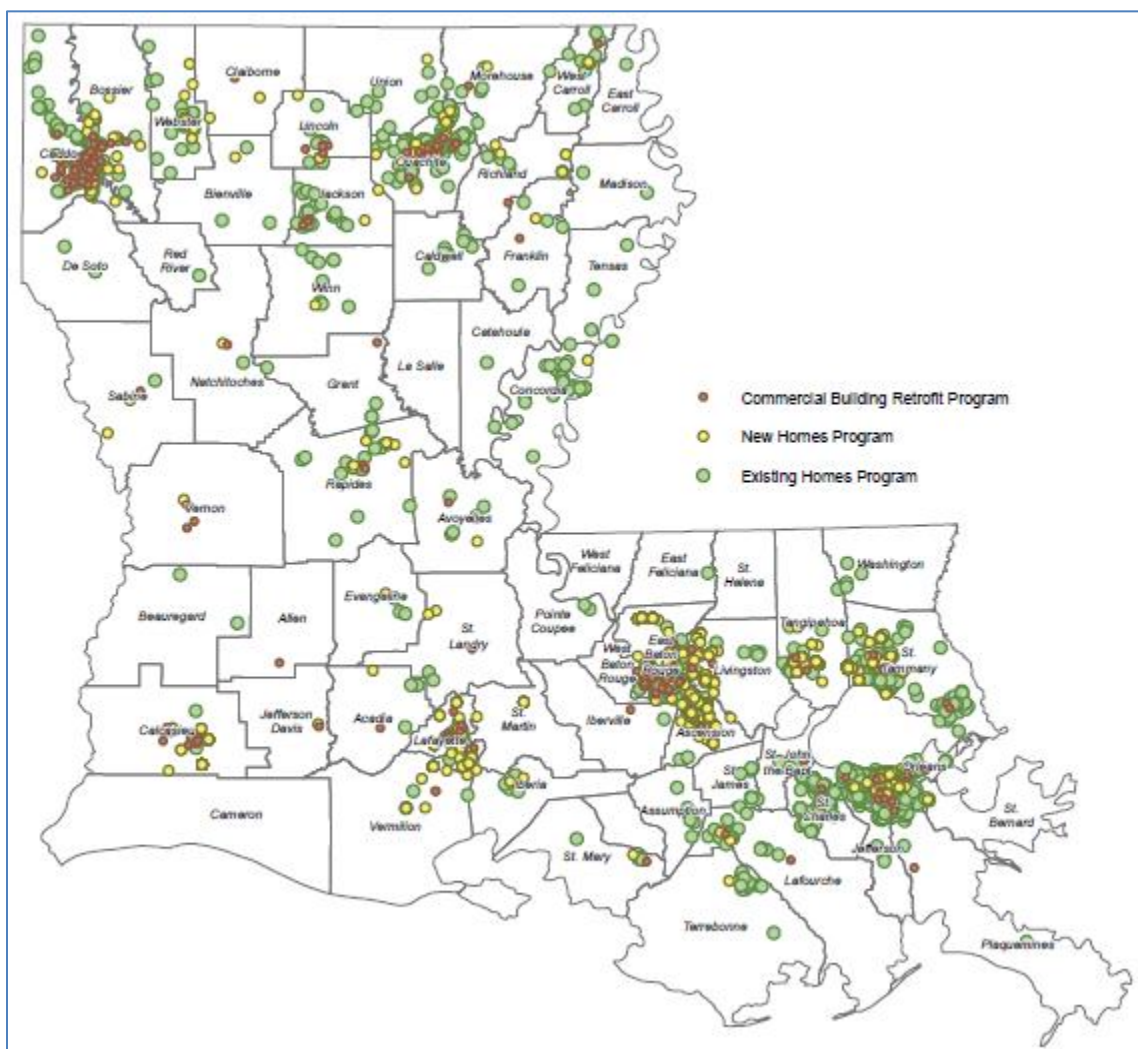 Claiborne
Union
Morehouse
West
Carroll
East
Carroll
Bossier
Webster
Lincoln
Caddo
Ouachita
Richland
Madison
Bienville
Jackson
De Soto
Red
River
Caldwell
Franklin
Tensas
Winn
Catahoula
Natchitoches
Grant
La Salle
Concordia
Sabine
Commercial Building Retrofit Program
New Homes Program
Existing Homes Program
Rapides
Vernon
Avoyelles
West
Feliciana
East
Feliciana
St.
Helena
Washington
Beauregard
Allen
Evangeline
St.
Landry
Pointe
Coupee
Tangipahoa
West
Baton
Rouge
East
Baton
Rouge
Livingston
St.
Tammany
Calcasieu
Jefferson
Davis
Acadia
Lafayette
St.
Martin
Iberville
Ascension
St. John
the Bapt
Orleans
Cameron
Vermilion
Iberia
Assumption
St.
James
St.
Charles
St.
Bernard
Jefferson
St. Mary
Lafourche
Terrebonne
Plaquemines